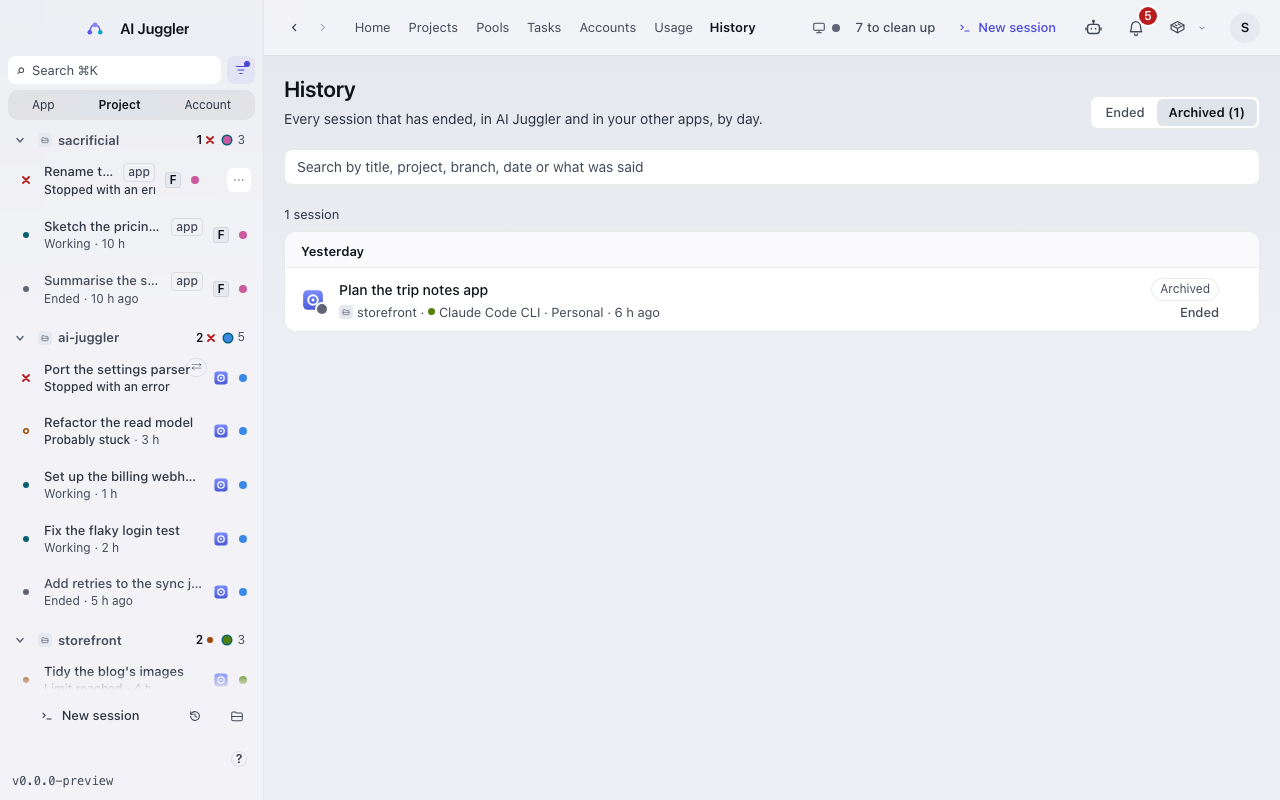 AI Juggler
Search ⌘K
App Project Account
sacrificial 1 3
Rename t... app F
Stopped with an err
Sketch the pricin... app F
Working · 10 h
Summarise the s... app F
Ended · 10 h ago
ai-juggler 2 5
Port the settings parser
Stopped with an error
Refactor the read model
Probably stuck · 3 h
Set up the billing webh...
Working · 1 h
Fix the flaky login test
Working · 2 h
Add retries to the sync j...
Ended · 5 h ago
storefront 2 3
Tidy the blog's images
New session
?
v0.0.0-preview
Home Projects Pools Tasks Accounts Usage History 7 to clean up New session 5 S
History
Every session that has ended, in AI Juggler and in your other apps, by day.
Ended Archived (1)
Search by title, project, branch, date or what was said
1 session
Yesterday
Plan the trip notes app Archived
storefront · Claude Code CLI · Personal · 6 h ago Ended